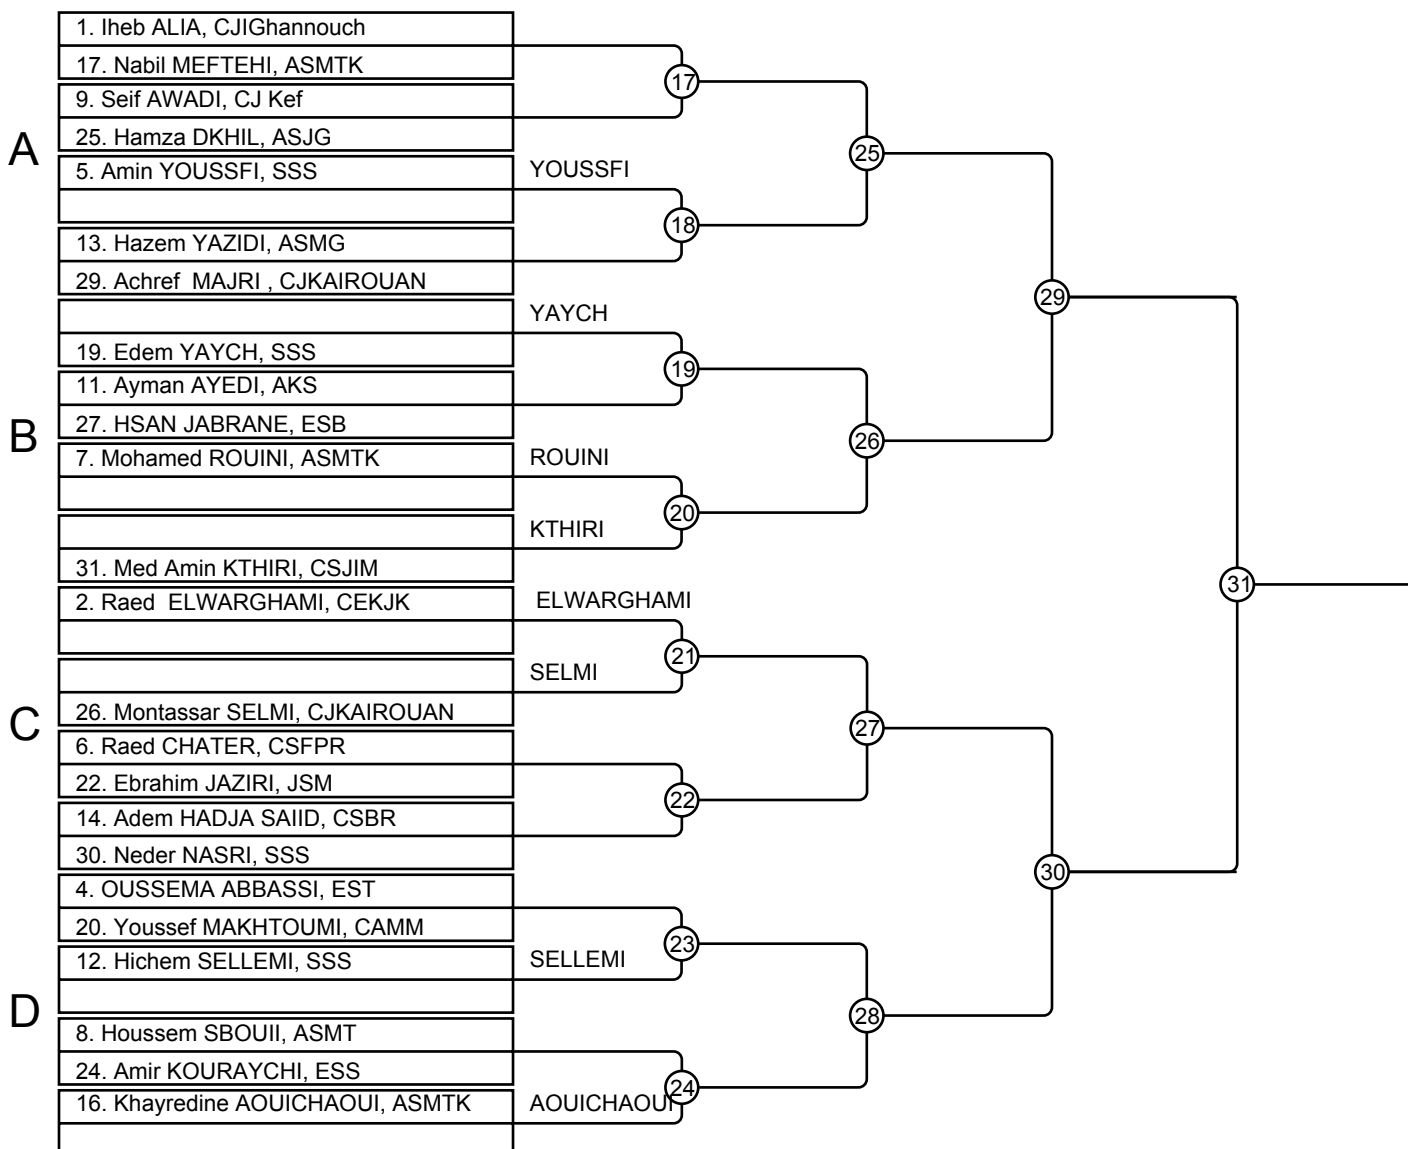 1. Iheb ALIA, CJIGhannouch
17. Nabil MEFTEHI, ASMTK
17
9. Seif AWADI, CJ Kef
25. Hamza DKHIL, ASJG
A
25
5. Amin YOUSSFI, SSS
YOUSSFI
18
13. Hazem YAZIDI, ASMG
29. Achref  MAJRI , CJKAIROUAN
29
YAYCH
19. Edem YAYCH, SSS
19
11. Ayman AYEDI, AKS
27. HSAN JABRANE, ESB
B
26
7. Mohamed ROUINI, ASMTK
ROUINI
20
KTHIRI
31. Med Amin KTHIRI, CSJIM
31
2. Raed  ELWARGHAMI, CEKJK
ELWARGHAMI
21
SELMI
26. Montassar SELMI, CJKAIROUAN
C
27
6. Raed CHATER, CSFPR
22. Ebrahim JAZIRI, JSM
22
14. Adem HADJA SAIID, CSBR
30. Neder NASRI, SSS
30
4. OUSSEMA ABBASSI, EST
20. Youssef MAKHTOUMI, CAMM
23
12. Hichem SELLEMI, SSS
SELLEMI
D
28
8. Houssem SBOUII, ASMT
24. Amir KOURAYCHI, ESS
24
16. Khayredine AOUICHAOUI, ASMTK
AOUICHAOUI